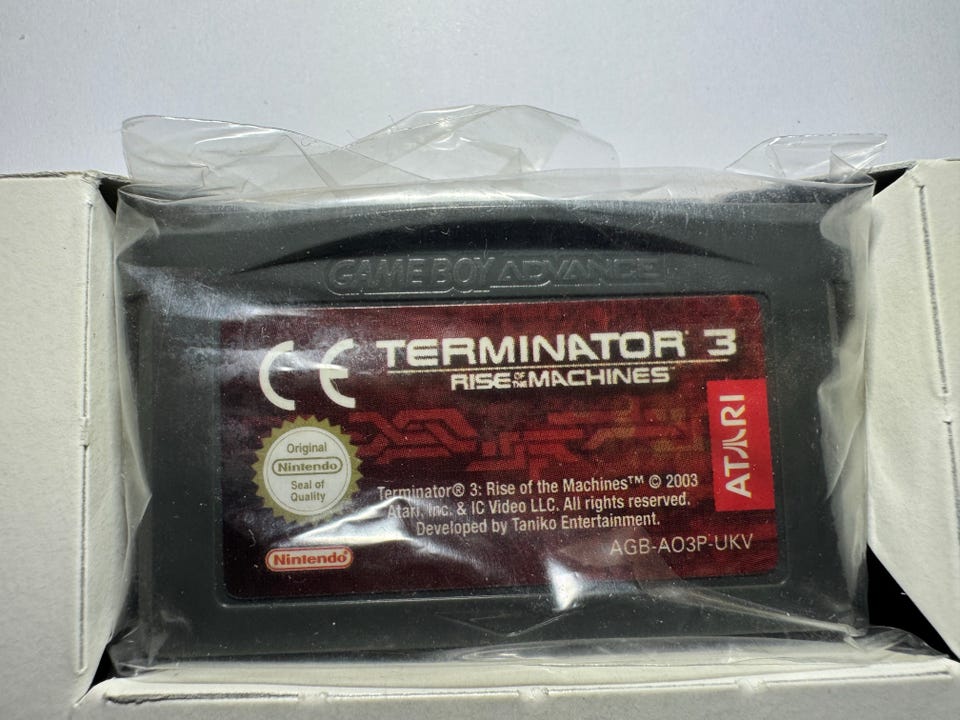 GAME BOY ADVANCE
CE
TERMINATOR® 3
RISE OF THE MACHINES™
ATARI
Original
Nintendo
Seal of
Quality
Terminator® 3: Rise of the Machines™ © 2003
Atari, Inc. & IC Video LLC. All rights reserved.
Developed by Taniko Entertainment.
AGB-AO3P-UKV
Nintendo®